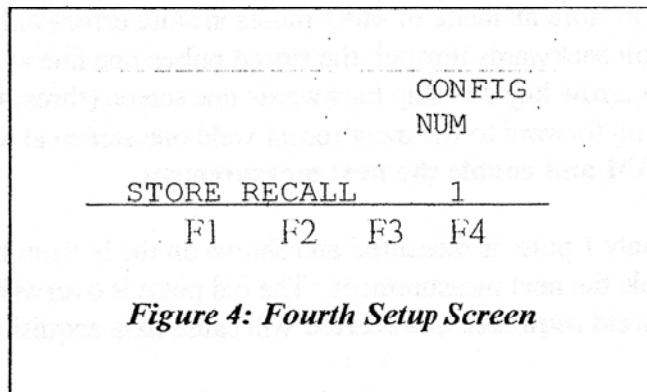 CONFIG
NUM
STORE RECALL 1
F1 F2 F3 F4
Figure 4: Fourth Setup Screen